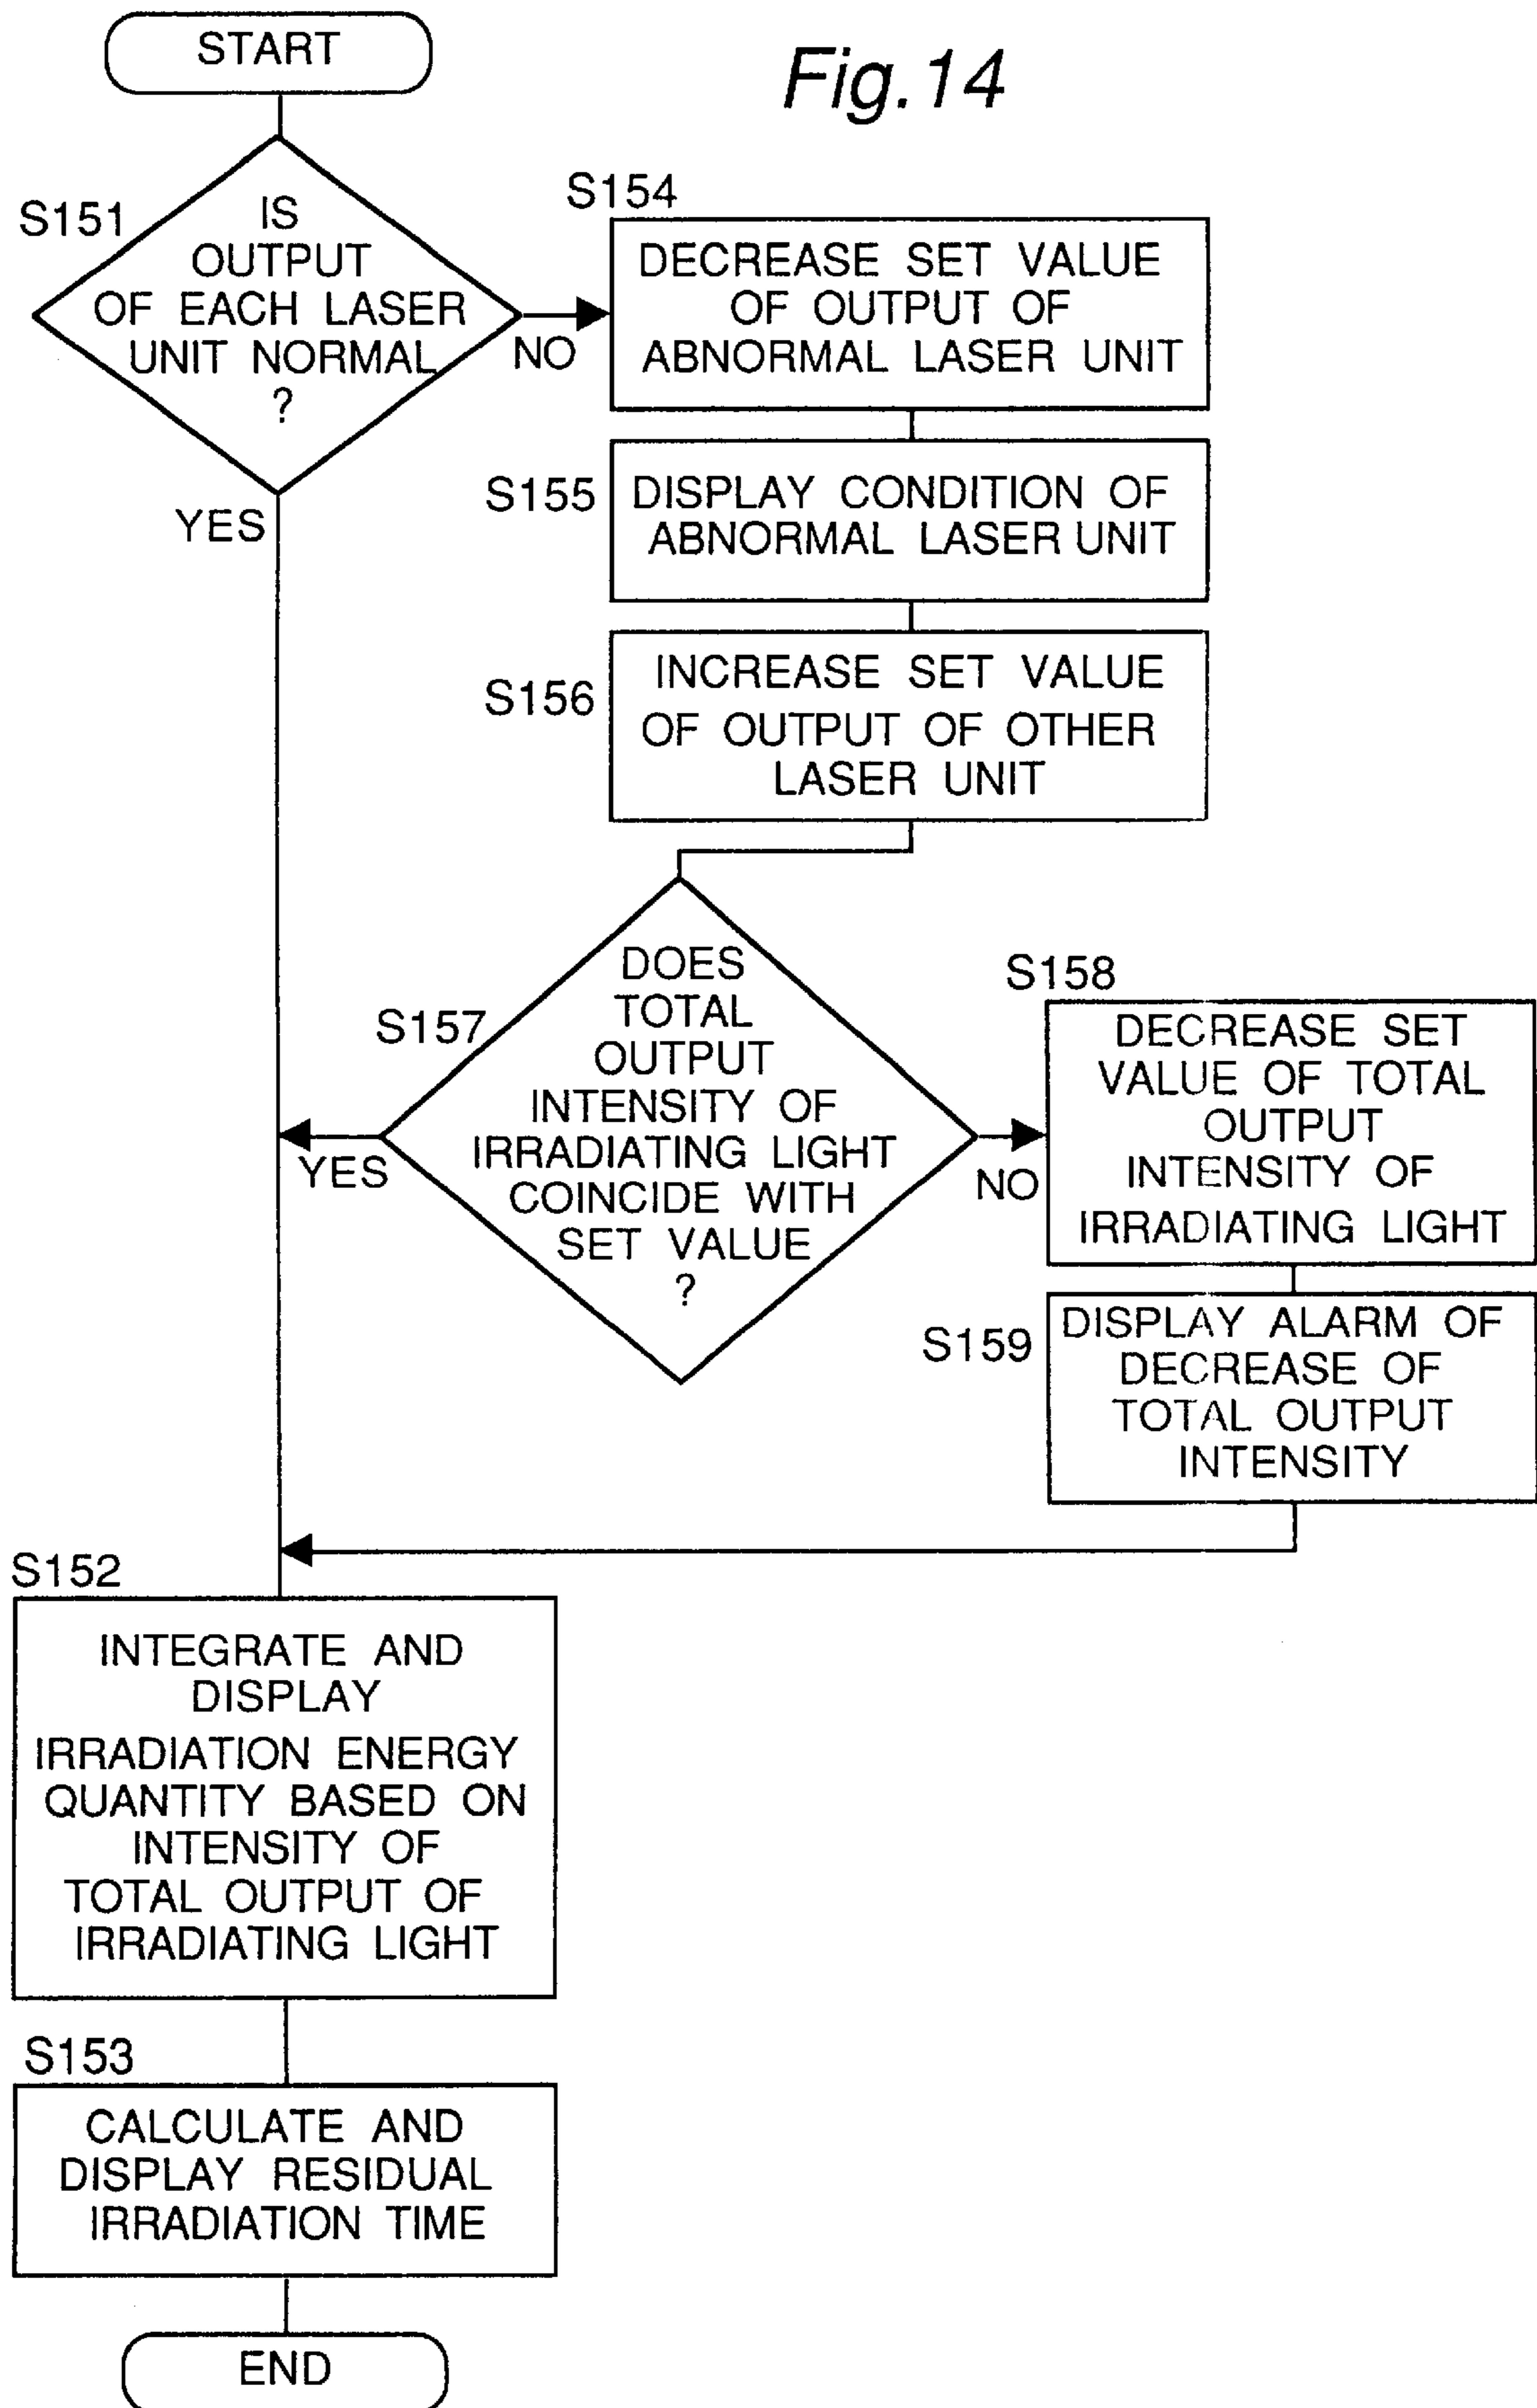 START
Fig.14
S151
IS
OUTPUT
OF EACH LASER
UNIT NORMAL
?
NO
YES
S154
DECREASE SET VALUE
OF OUTPUT OF
ABNORMAL LASER UNIT
S155
DISPLAY CONDITION OF
ABNORMAL LASER UNIT
S156
INCREASE SET VALUE
OF OUTPUT OF OTHER
LASER UNIT
S157
DOES
TOTAL
OUTPUT
INTENSITY OF
IRRADIATING LIGHT
COINCIDE WITH
SET VALUE
?
YES
NO
S158
DECREASE SET
VALUE OF TOTAL
OUTPUT
INTENSITY OF
IRRADIATING LIGHT
S159
DISPLAY ALARM OF
DECREASE OF
TOTAL OUTPUT
INTENSITY
S152
INTEGRATE AND
DISPLAY
IRRADIATION ENERGY
QUANTITY BASED ON
INTENSITY OF
TOTAL OUTPUT OF
IRRADIATING LIGHT
S153
CALCULATE AND
DISPLAY RESIDUAL
IRRADIATION TIME
END